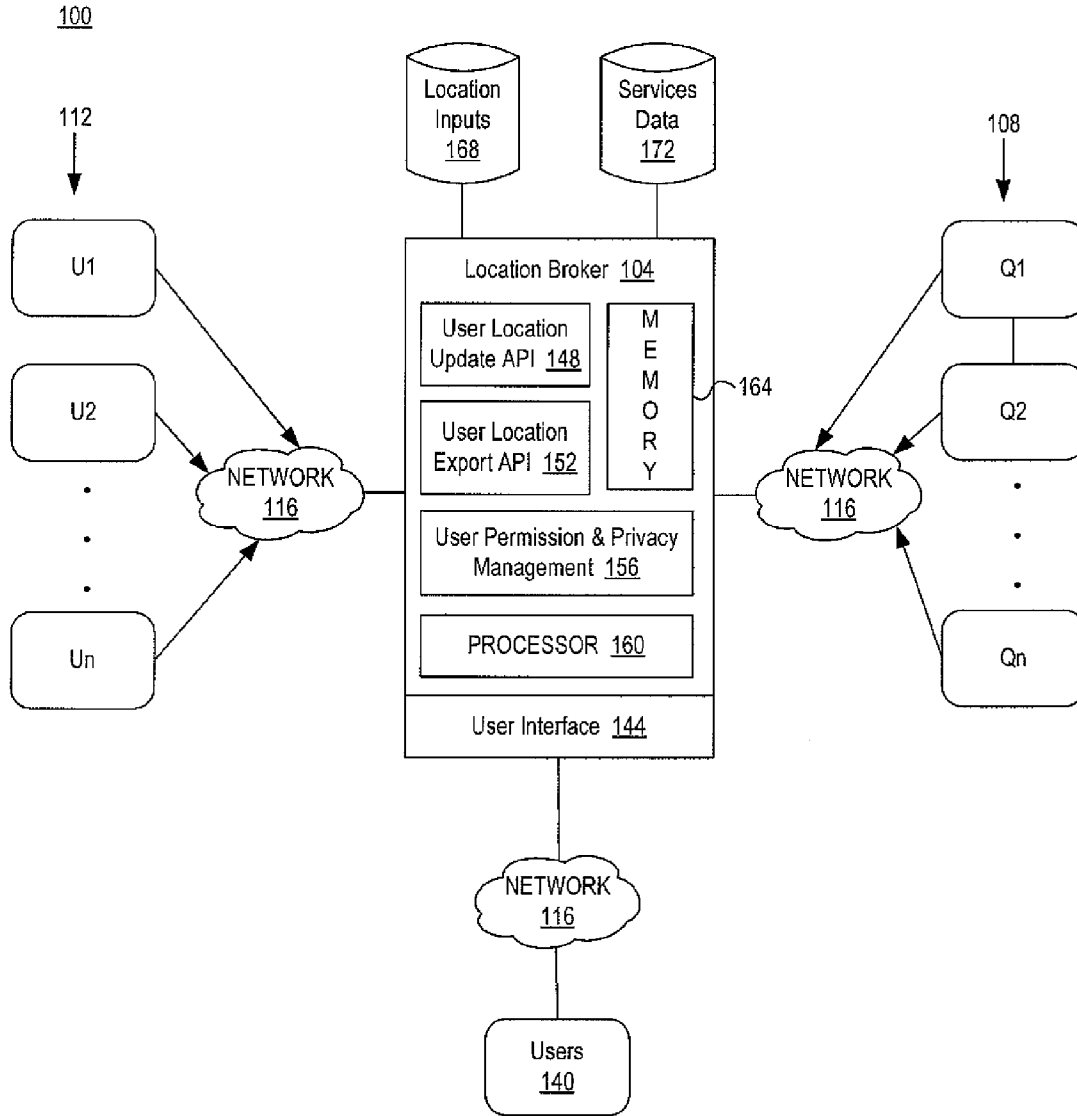 100
112
Location
Inputs
168
Services
Data
172
108
U1
U2
Un
NETWORK
116
Location Broker 104
User Location
Update API 148
User Location
Export API 152
M
E
M
O
R
Y
164
User Permission & Privacy
Management 156
PROCESSOR 160
User Interface 144
NETWORK
116
Q1
Q2
Qn
NETWORK
116
Users
140